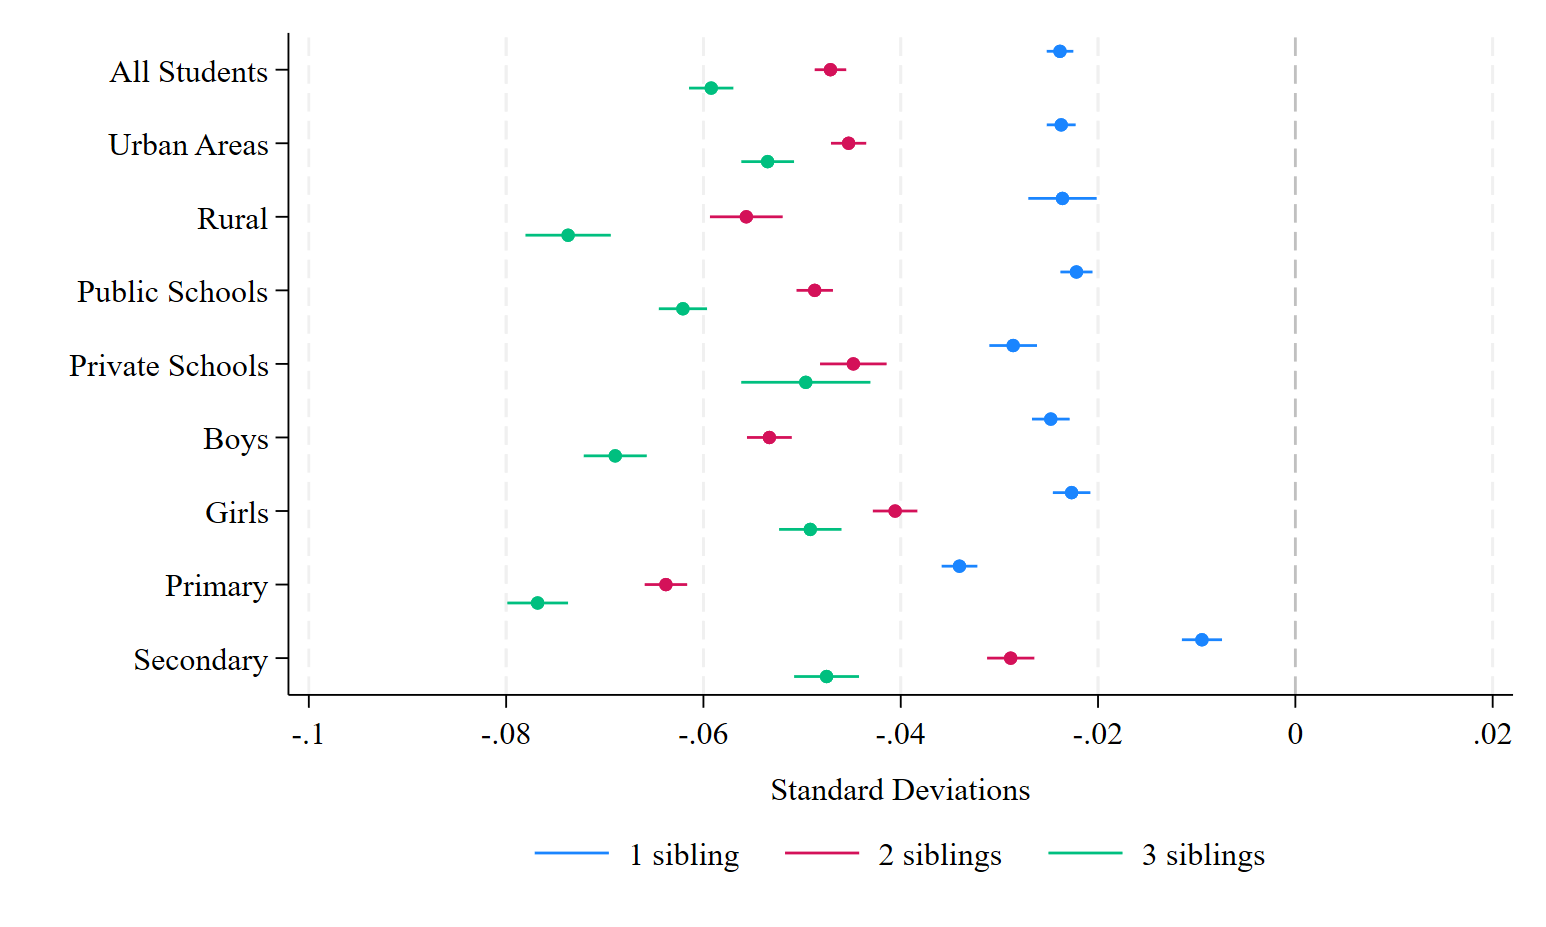 All Students
Urban Areas
Rural
Public Schools
Private Schools
Boys
Girls
Primary
Secondary
-.1 -.08 -.06 -.04 -.02 0 .02
Standard Deviations
1 sibling 2 siblings 3 siblings